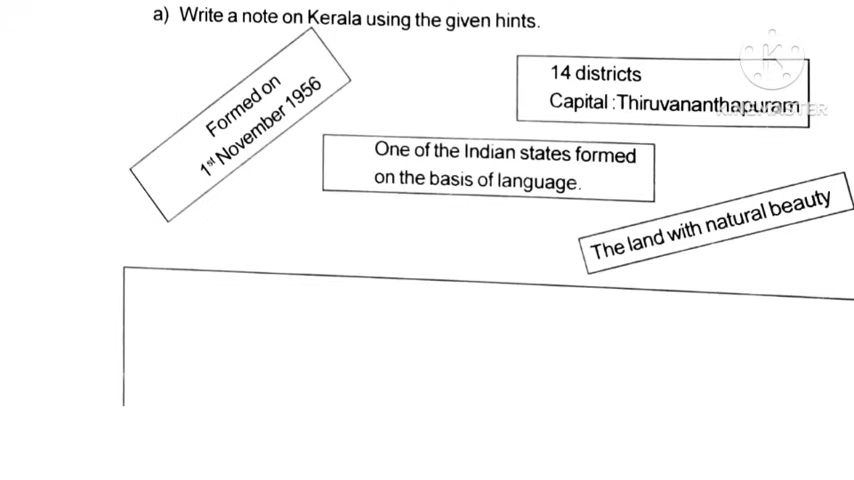 a) Write a note on Kerala using the given hints.
Formed on
1st November 1956
14 districts
Capital : Thiruvananthapuram
One of the Indian states formed
on the basis of language.
The land with natural beauty
K
KINEMASTER